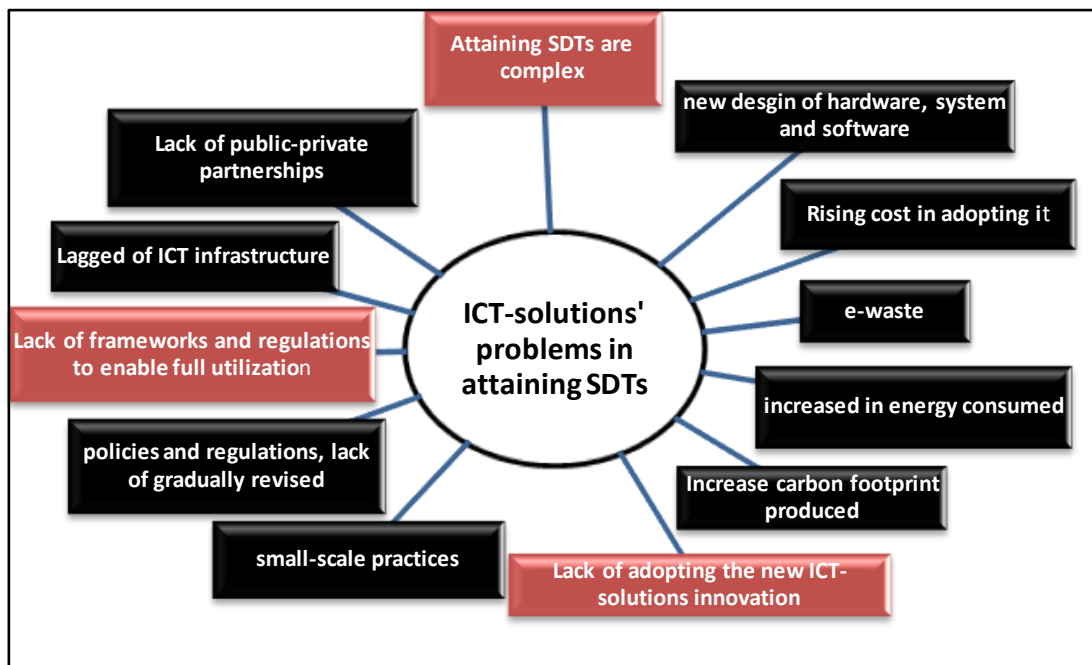 Attaining SDTs are
complex
new desgin of hardware, system
and software
Lack of public-private
partnerships
Rising cost in adopting it
Lagged of ICT infrastructure
ICT-solutions'
problems in
attaining SDTs
e-waste
Lack of frameworks and regulations
to enable full utilization
increased in energy consumed
policies and regulations, lack
of gradually revised
Increase carbon footprint
produced
small-scale practices
Lack of adopting the new ICT-
solutions innovation